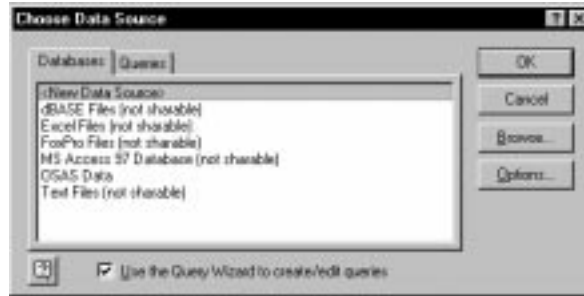 Choose Data Source
Databases
Queries
<New Data Source>
dBASE Files (not sharable)
Excel Files (not sharable)
FoxPro Files (not sharable)
MS Access 97 Database (not sharable)
OSAS Data
Text Files (not sharable)
OK
Cancel
Browse...
Options...
Use the Query Wizard to create/edit queries